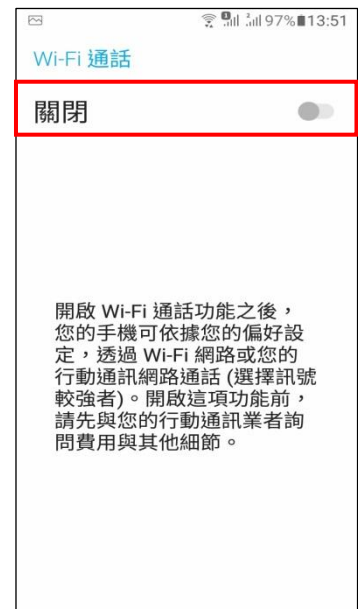 97% 13:51
Wi-Fi 通話
關閉
開啟 Wi-Fi 通話功能之後，
您的手機可依據您的偏好設
定，透過 Wi-Fi 網路或您的
行動通訊網路通話 (選擇訊號
較強者)。開啟這項功能前，
請先與您的行動通訊業者詢
問費用與其他細節。